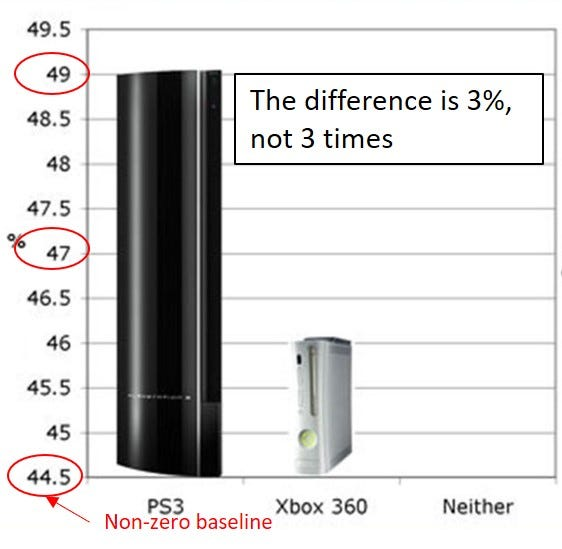 49.5
49
48.5
48
47.5
%
47
46.5
46
45.5
45
44.5
The difference is 3%,
not 3 times
PS3
Xbox 360
Neither
Non-zero baseline